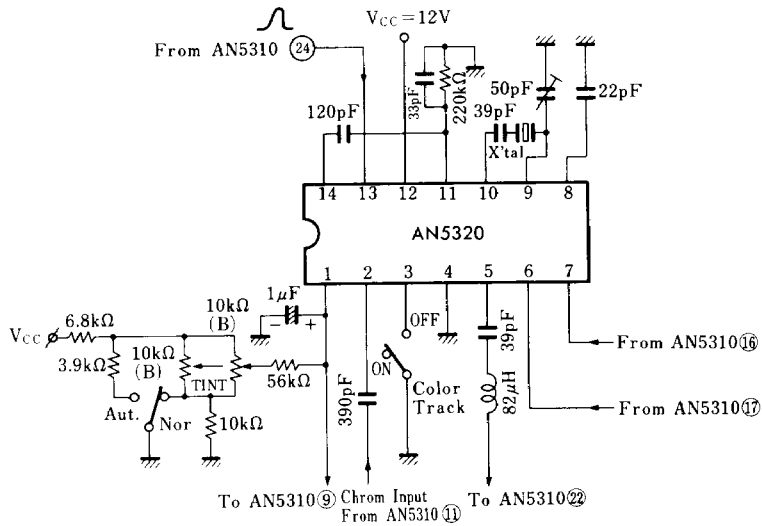 VCC=12V
From AN5310 ㉔
33pF
220kΩ
50pF
22pF
120pF
39pF
X'tal
14 13 12 11 10 9 8
AN5320
1 2 3 4 5 6 7
1μF
− +
10kΩ
(B)
OFF
VCC
6.8kΩ
3.9kΩ
10kΩ
(B)
TINT
56kΩ
ON
39pF
From AN5310⑯
Color
Track
390pF
82μH
Aut.
Nor
10kΩ
From AN5310⑰
To AN5310⑨
Chrom Input
From AN5310⑪
To AN5310㉒